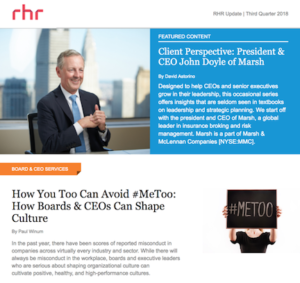 rhr
RHR Update | Third Quarter 2018
FEATURED CONTENT
Client Perspective: President &
CEO John Doyle of Marsh
By David Astorino
Designed to help CEOs and senior executives
grow in their leadership, this occasional series
offers insights that are seldom seen in textbooks
on leadership and strategic planning. We start off
with the president and CEO of Marsh, a global
leader in insurance broking and risk
management. Marsh is a part of Marsh &
McLennan Companies [NYSE:MMC].
BOARD & CEO SERVICES
How You Too Can Avoid #MeToo:
How Boards & CEOs Can Shape
Culture
By Paul Winum
In the past year, there have been scores of reported misconduct in
companies across virtually every industry and sector. While there will
always be misconduct in the workplace, boards and executive leaders
who are serious about shaping organizational culture can
cultivate positive, healthy, and high-performance cultures.
#METOO